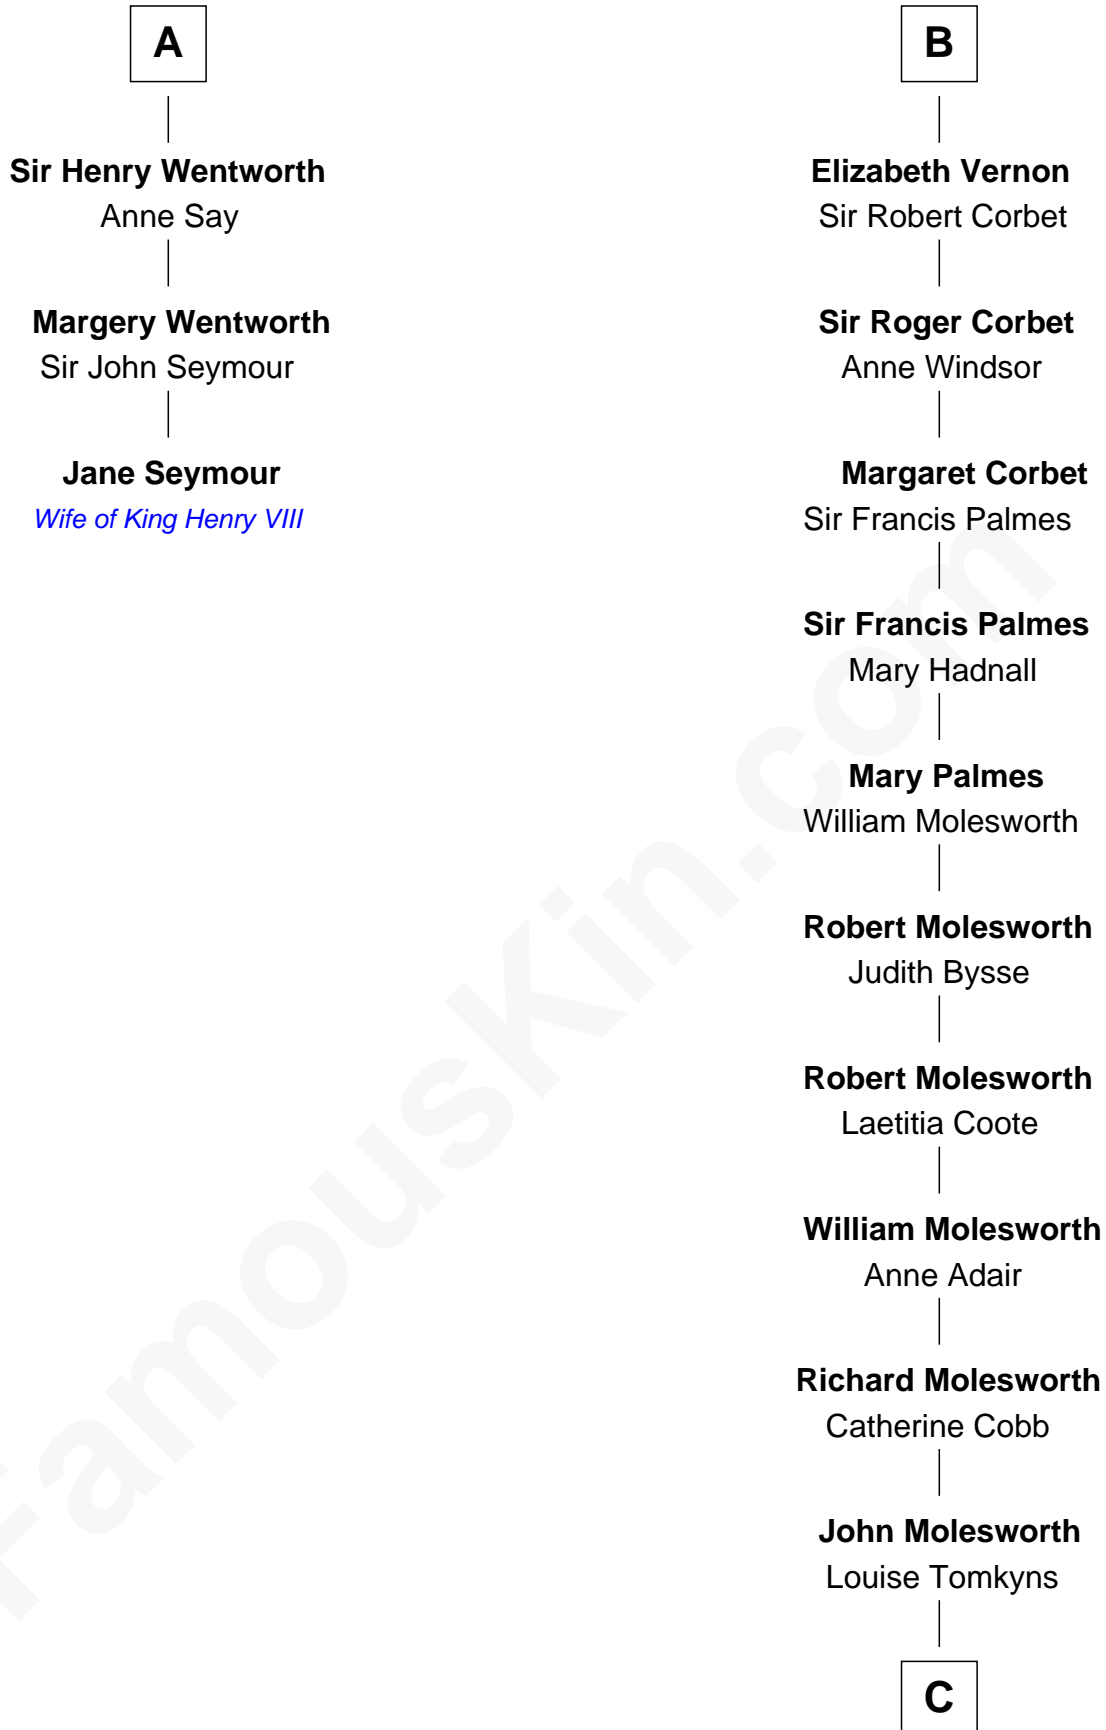 A
Sir Henry Wentworth
Anne Say
Margery Wentworth
Sir John Seymour
Jane Seymour
Wife of King Henry VIII
B
Elizabeth Vernon
Sir Robert Corbet
Sir Roger Corbet
Anne Windsor
Margaret Corbet
Sir Francis Palmes
Sir Francis Palmes
Mary Hadnall
Mary Palmes
William Molesworth
Robert Molesworth
Judith Bysse
Robert Molesworth
Laetitia Coote
William Molesworth
Anne Adair
Richard Molesworth
Catherine Cobb
John Molesworth
Louise Tomkyns
C
FamousKin.com